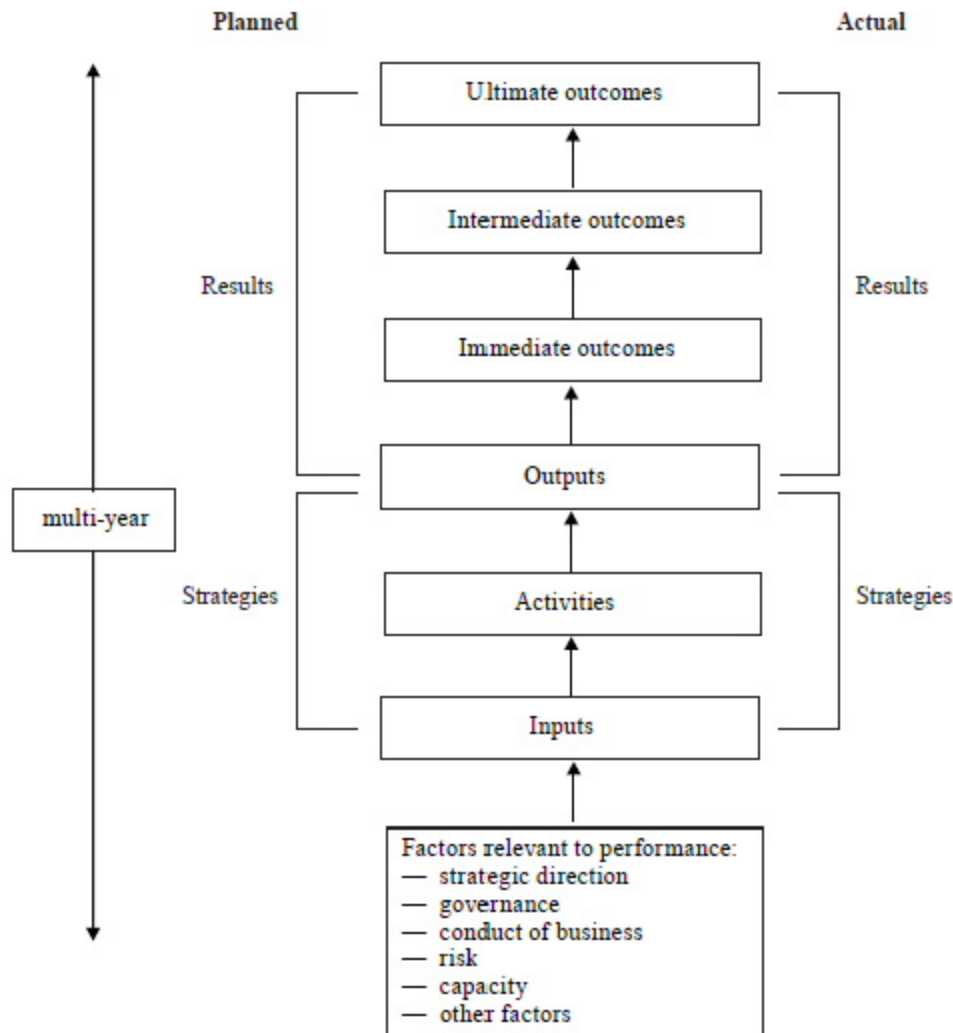 Planned Actual
Ultimate outcomes
Intermediate outcomes
Results Results
Immediate outcomes
Outputs
multi-year
Strategies Activities Strategies
Inputs
Factors relevant to performance:
— strategic direction
— governance
— conduct of business
— risk
— capacity
— other factors